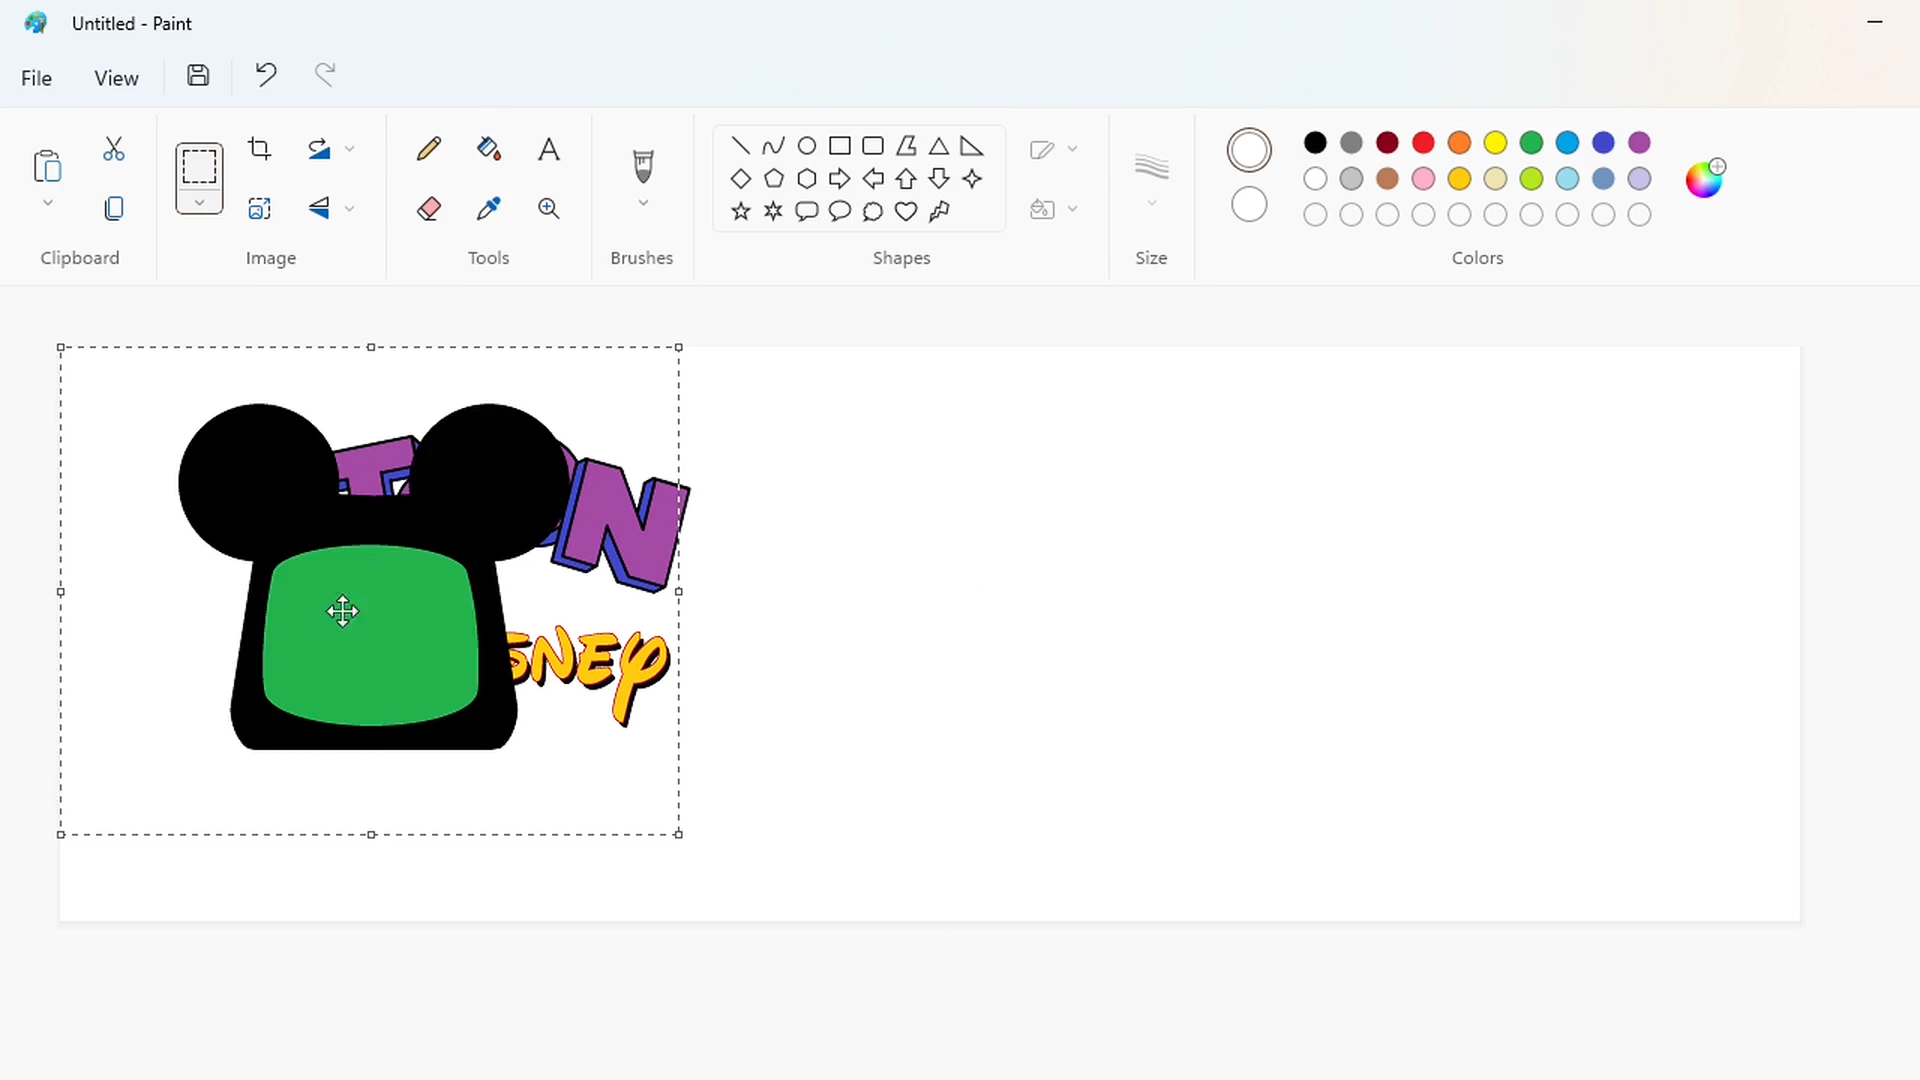 Untitled - Paint
File View
Clipboard Image Tools Brushes Shapes Size Colors
T N
SNEY